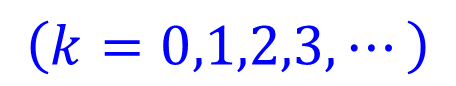 (k = 0,1,2,3, ⋯ )